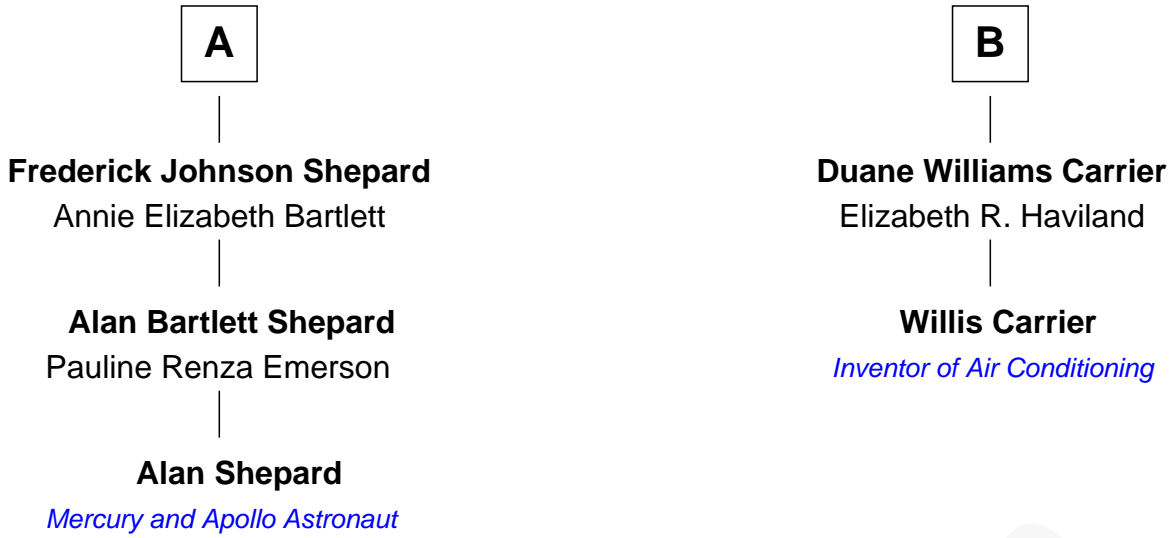 A
Frederick Johnson Shepard
Annie Elizabeth Bartlett
Alan Bartlett Shepard
Pauline Renza Emerson
Alan Shepard
Mercury and Apollo Astronaut
B
Duane Williams Carrier
Elizabeth R. Haviland
Willis Carrier
Inventor of Air Conditioning